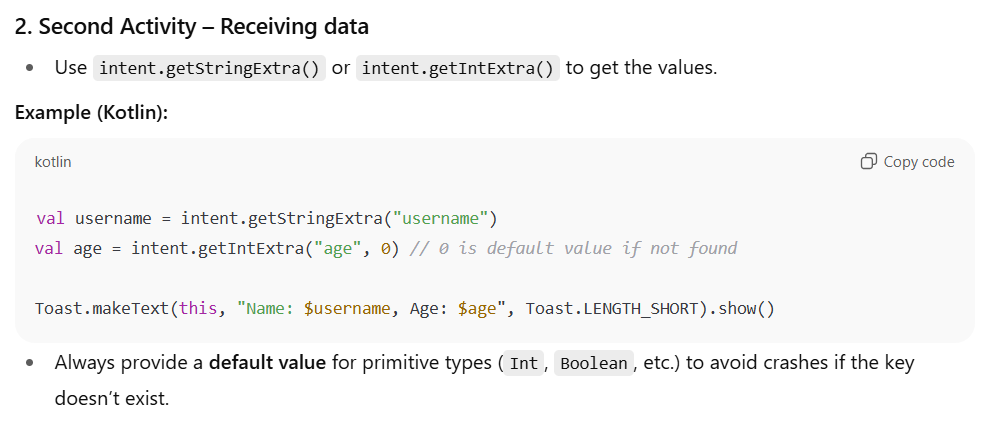 2. Second Activity – Receiving data
• Use intent.getStringExtra() or intent.getIntExtra() to get the values.
Example (Kotlin):
kotlin
Copy code
val username = intent.getStringExtra("username")
val age = intent.getIntExtra("age", 0) // 0 is default value if not found
Toast.makeText(this, "Name: $username, Age: $age", Toast.LENGTH_SHORT).show()
• Always provide a default value for primitive types ( Int , Boolean , etc.) to avoid crashes if the key
doesn’t exist.